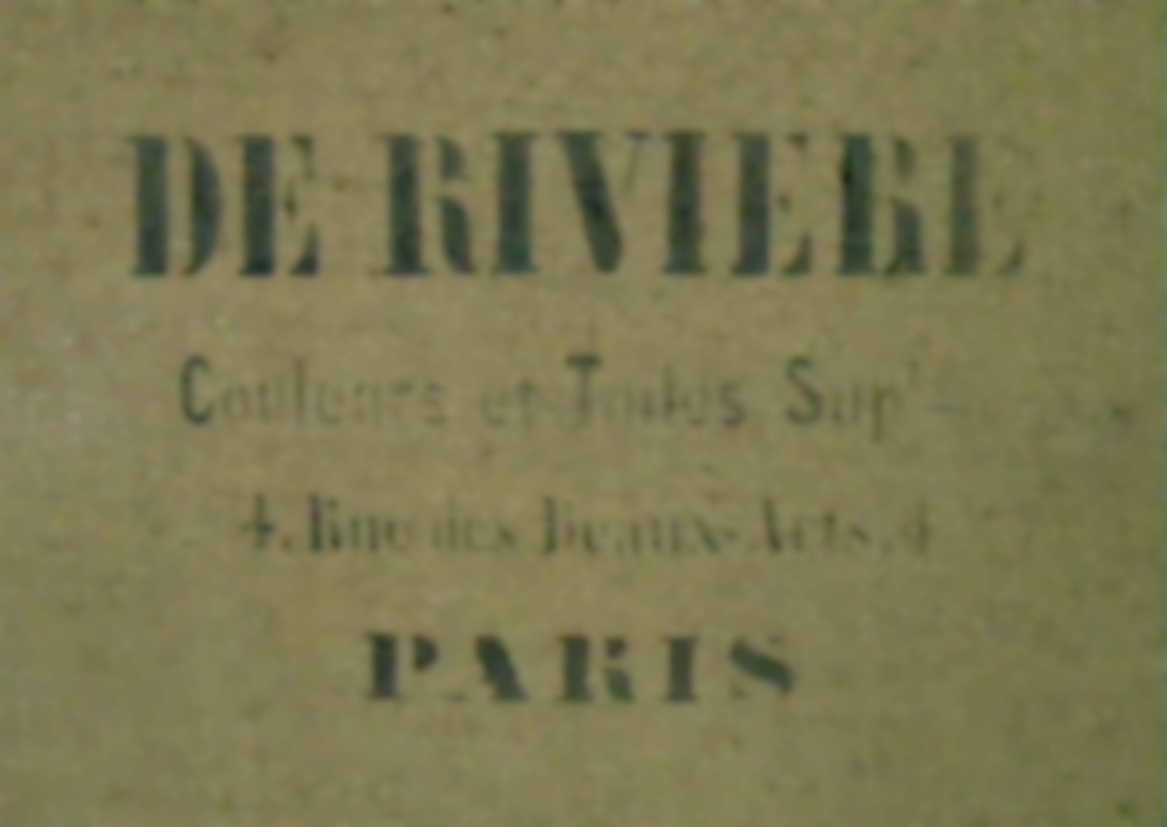 DE RIVIERE
Couleurs et Toiles Sup
4. Rue des Beaux-Arts. 4
PARIS